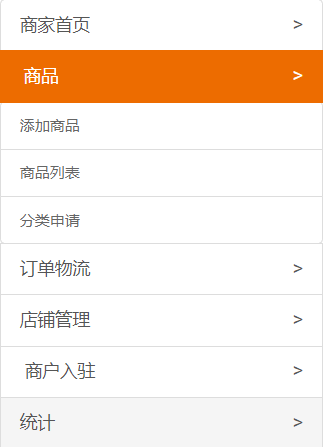 商家首页 >
商品 >
添加商品
商品列表
分类申请
订单物流 >
店铺管理 >
商户入驻 >
统计 >